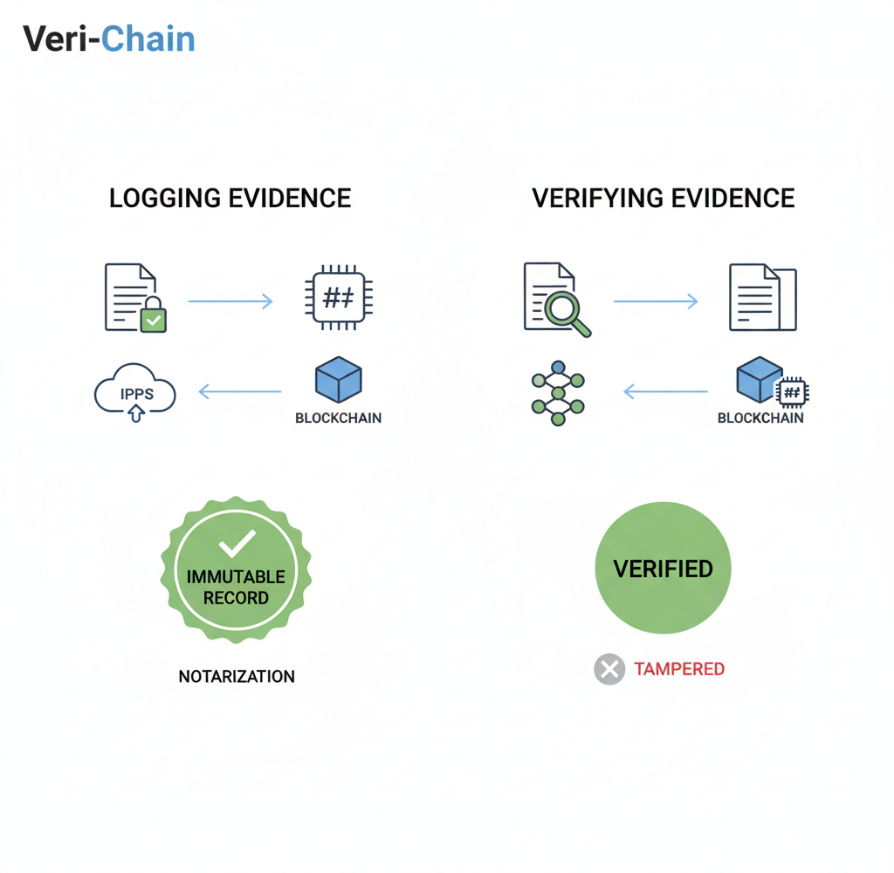 Veri-Chain
LOGGING EVIDENCE
##
IPPS
BLOCKCHAIN
IMMUTABLE
RECORD
NOTARIZATION
VERIFYING EVIDENCE
##
BLOCKCHAIN
VERIFIED
TAMPERED